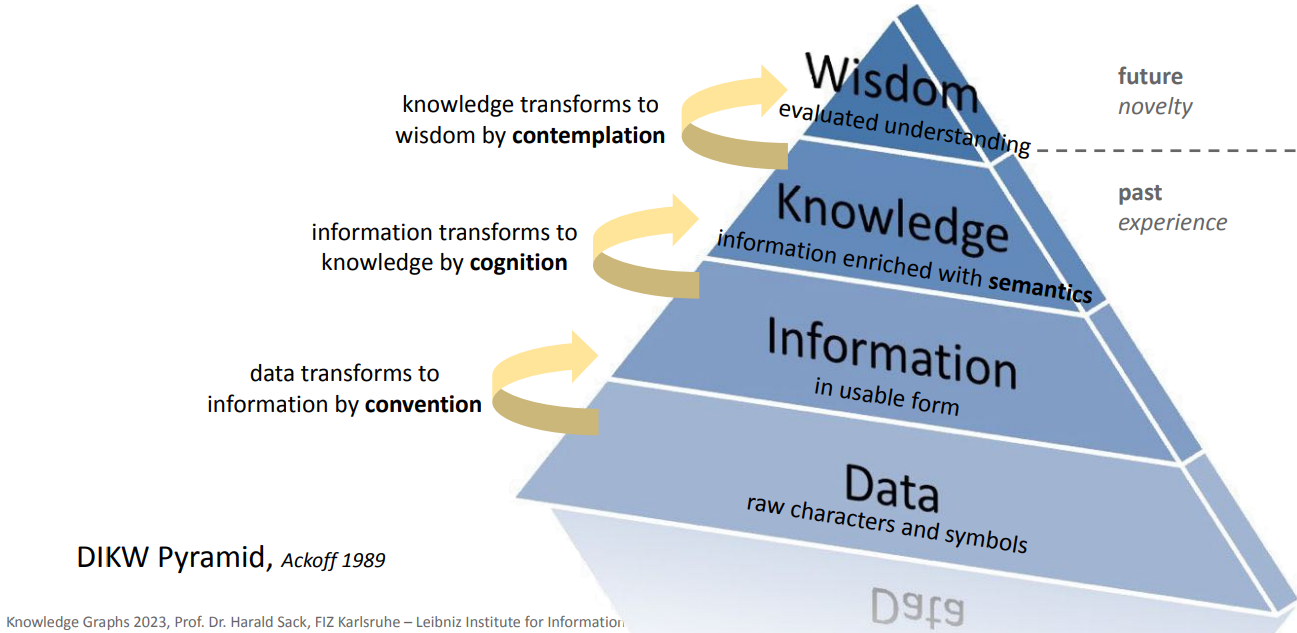 Wisdom
evaluated understanding
future
novelty
knowledge transforms to
wisdom by contemplation
past
experience
Knowledge
information enriched with semantics
information transforms to
knowledge by cognition
Information
in usable form
data transforms to
information by convention
Data
raw characters and symbols
DIKW Pyramid, Ackoff 1989
Data
Knowledge Graphs 2023, Prof. Dr. Harald Sack, FIZ Karlsruhe – Leibniz Institute for Information